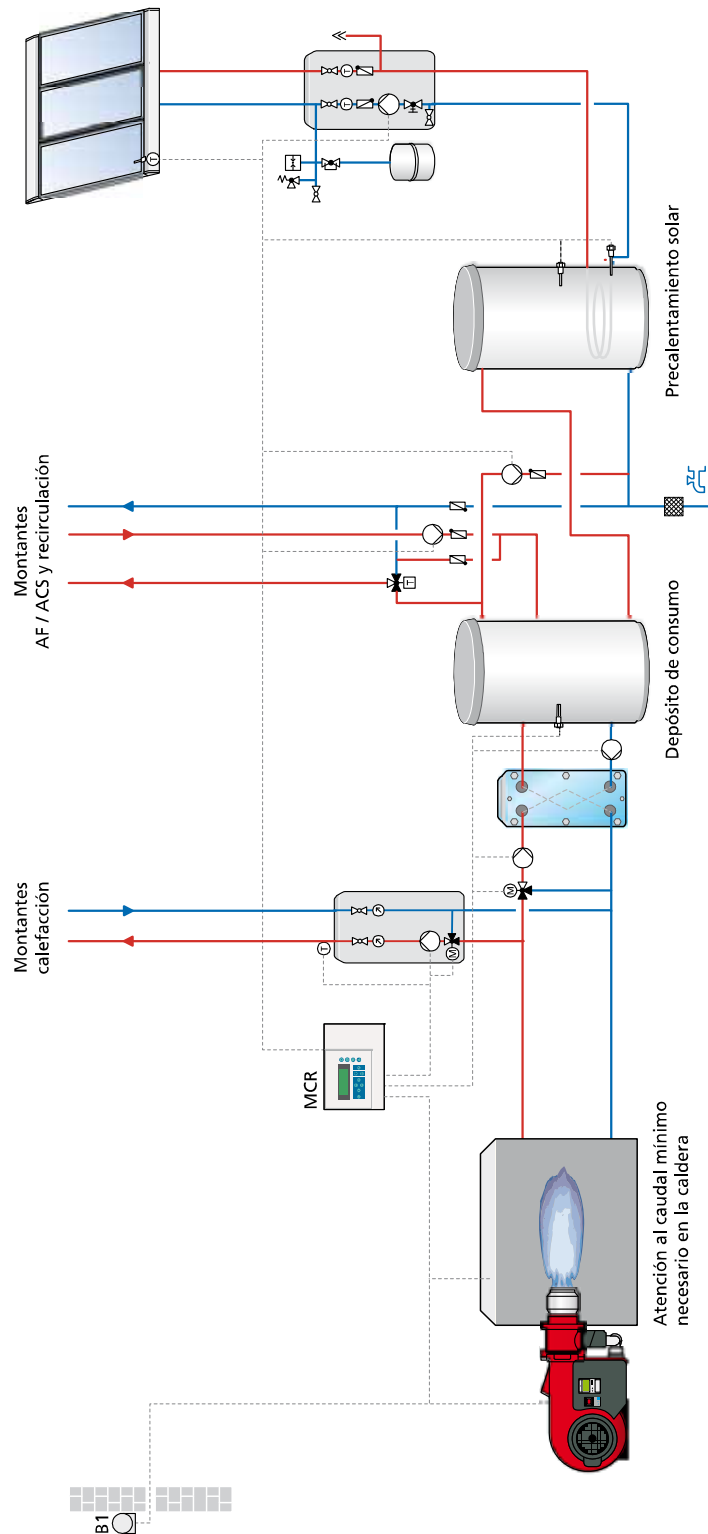 B1
Atención al caudal mínimo
necesario en la caldera
MCR
Montantes
calefacción
M
T
M
Depósito de consumo
Montantes
AF / ACS y recirculación
T
Precalentamiento solar
T
T
T